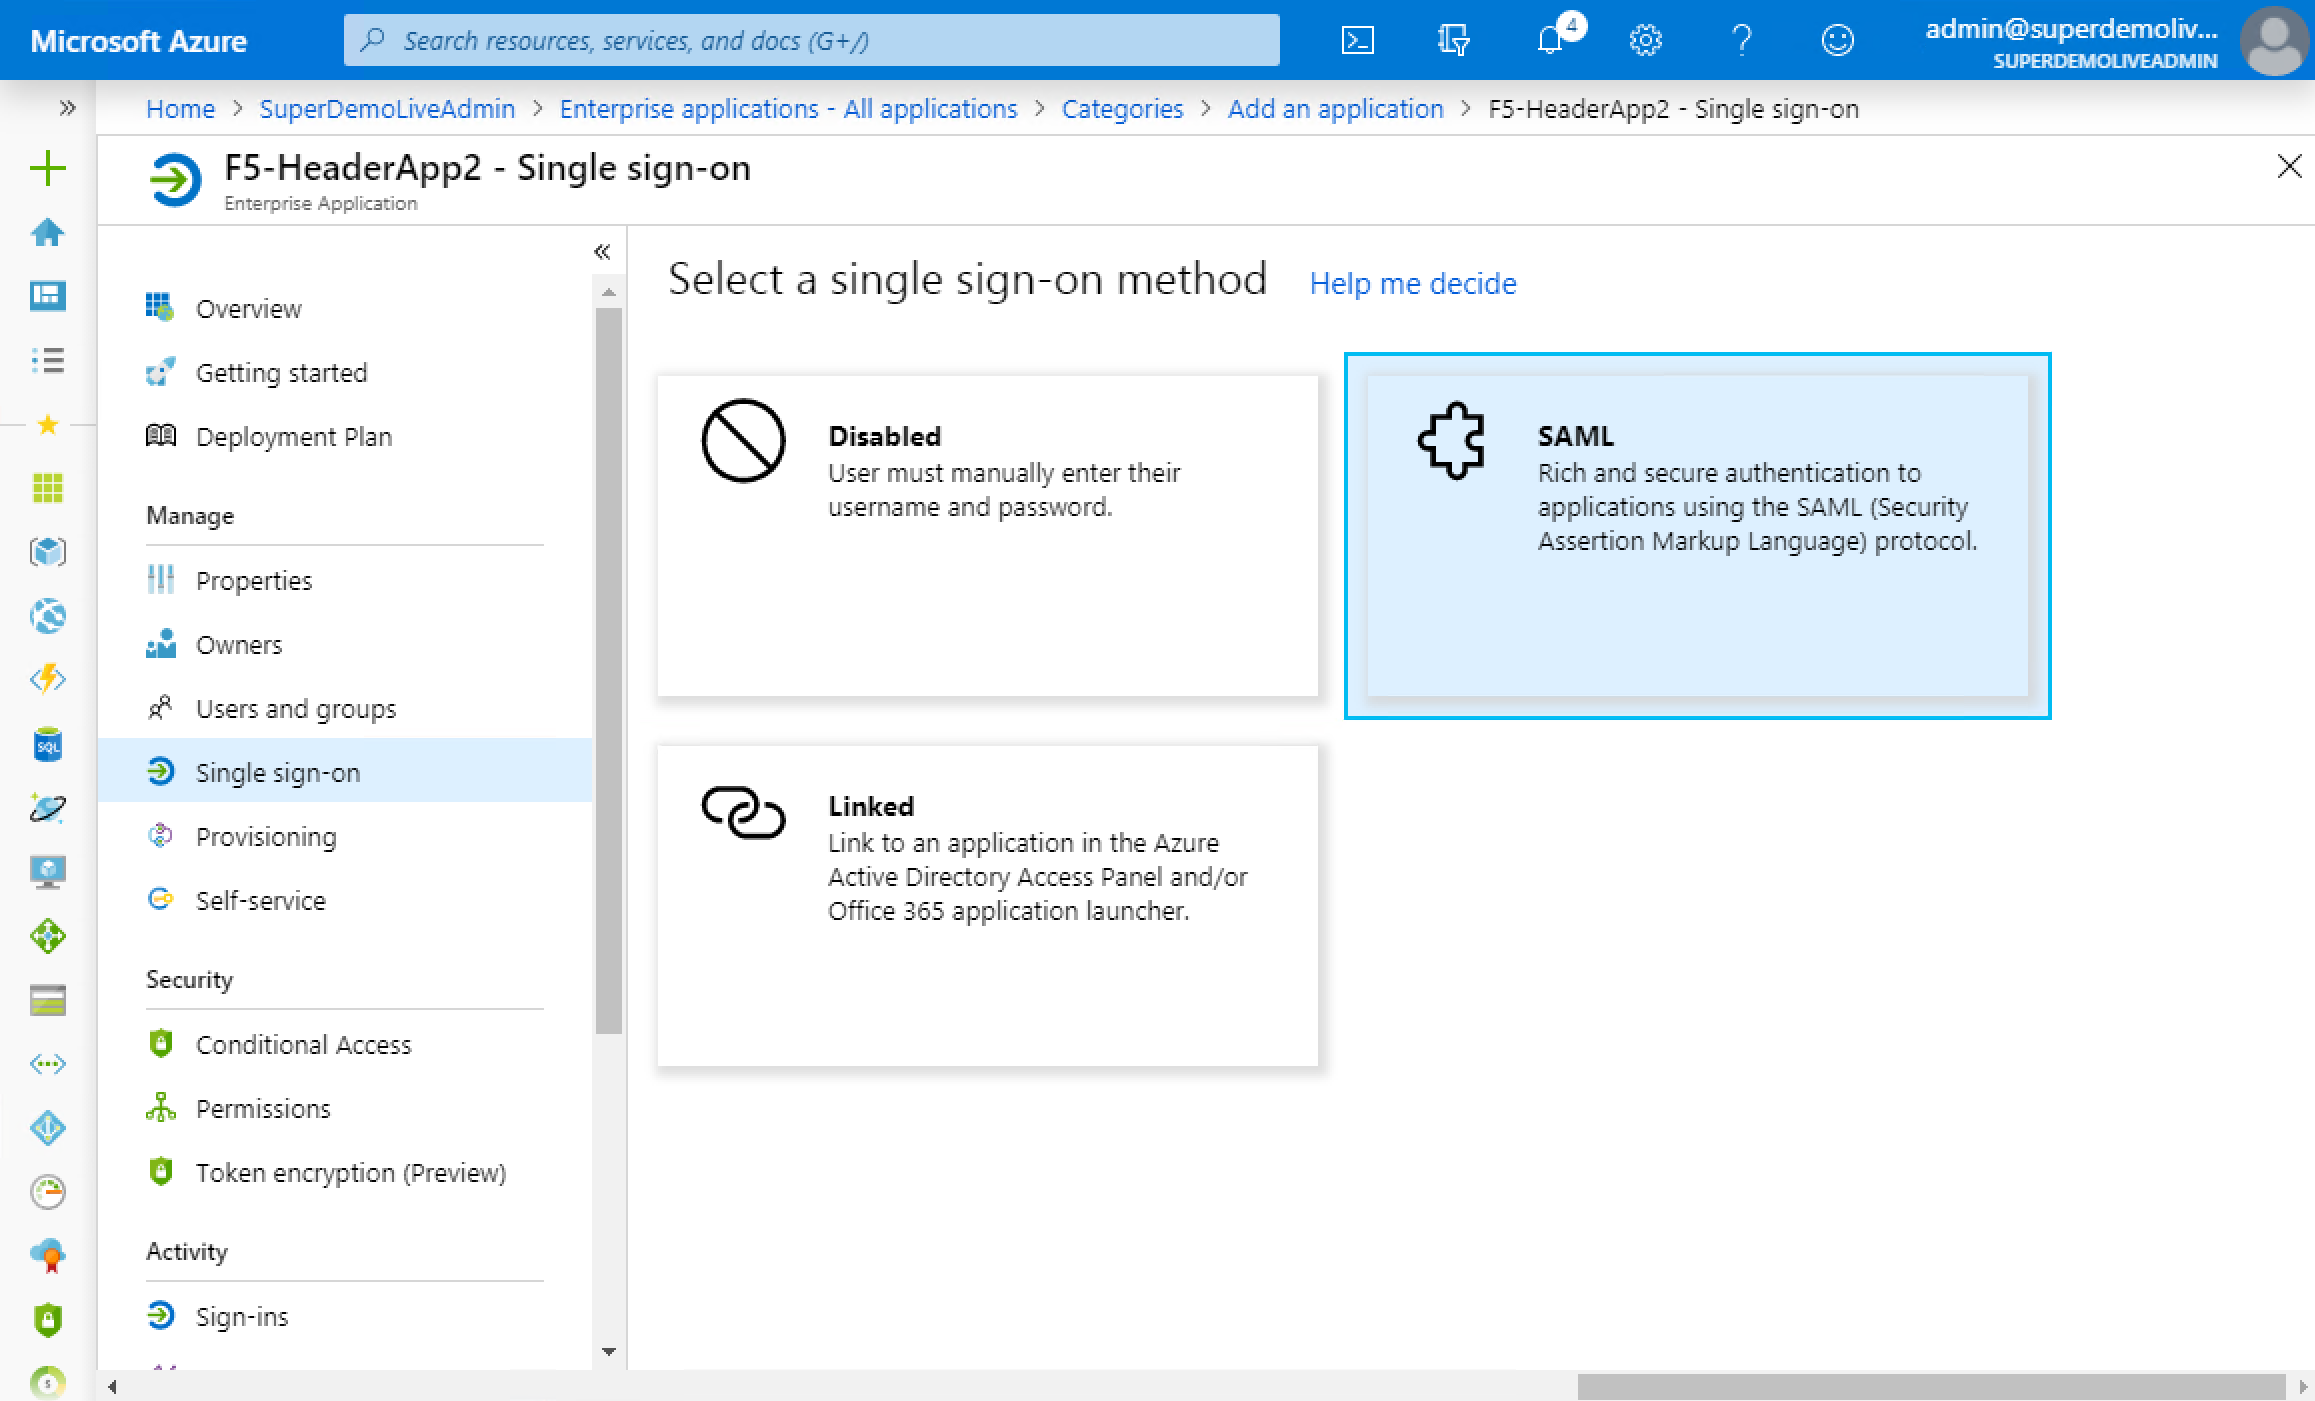 Microsoft Azure
Search resources, services, and docs (G+/)
4
admin@superdemoliv...
SUPERDEMOLIVEADMIN
Home > SuperDemoLiveAdmin > Enterprise applications - All applications > Categories > Add an application > F5-HeaderApp2 - Single sign-on
F5-HeaderApp2 - Single sign-on
Enterprise Application
Overview
Getting started
Deployment Plan
Manage
Properties
Owners
Users and groups
Single sign-on
Provisioning
Self-service
Security
Conditional Access
Permissions
Token encryption (Preview)
Activity
Sign-ins
SQL
Select a single sign-on method
Help me decide
Disabled
User must manually enter their
username and password.
SAML
Rich and secure authentication to
applications using the SAML (Security
Assertion Markup Language) protocol.
Linked
Link to an application in the Azure
Active Directory Access Panel and/or
Office 365 application launcher.